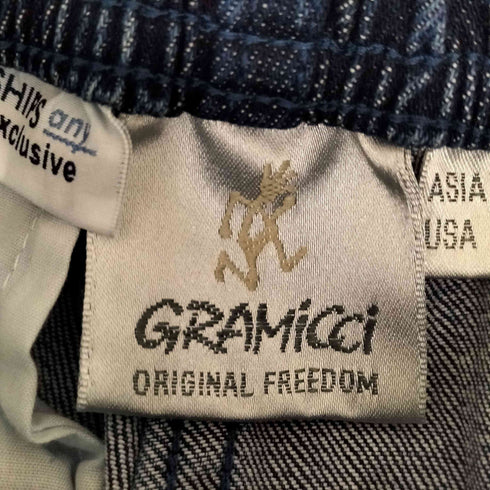 SHIPS any
exclusive
GRAMICCI
ORIGINAL FREEDOM
ASIA
USA